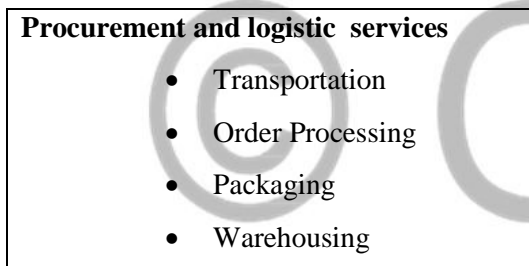 Procurement and logistic services
• Transportation
• Order Processing
• Packaging
• Warehousing